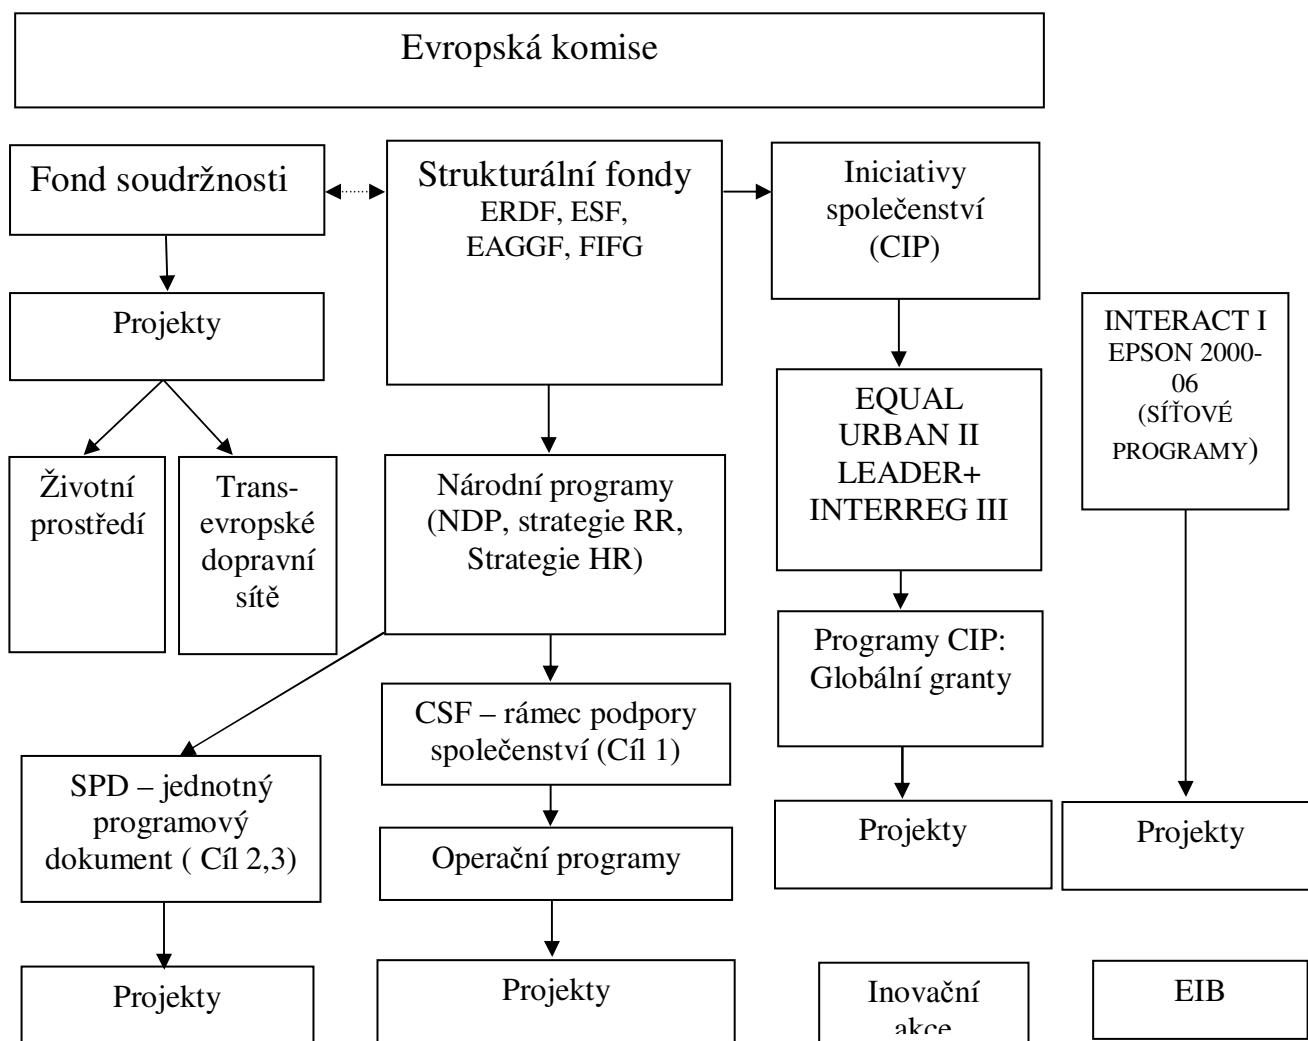 Evropská komise
Fond soudržnosti
Strukturální fondy
ERDF, ESF,
EAGGF, FIFG
Iniciativy
společenství
(CIP)
Projekty
INTERACT I
EPSON 2000-
06
(SÍŤOVÉ
PROGRAMY)
EQUAL
URBAN II
LEADER+
INTERREG III
Životní
prostředí
Trans-
evropské
dopravní
sítě
Národní programy
(NDP, strategie RR,
Strategie HR)
Programy CIP:
Globální granty
CSF – rámec podpory
společenství (Cíl 1)
SPD – jednotný
programový
dokument ( Cíl 2,3)
Operační programy
Projekty
Projekty
Projekty
Projekty
Inovační
akce
EIB